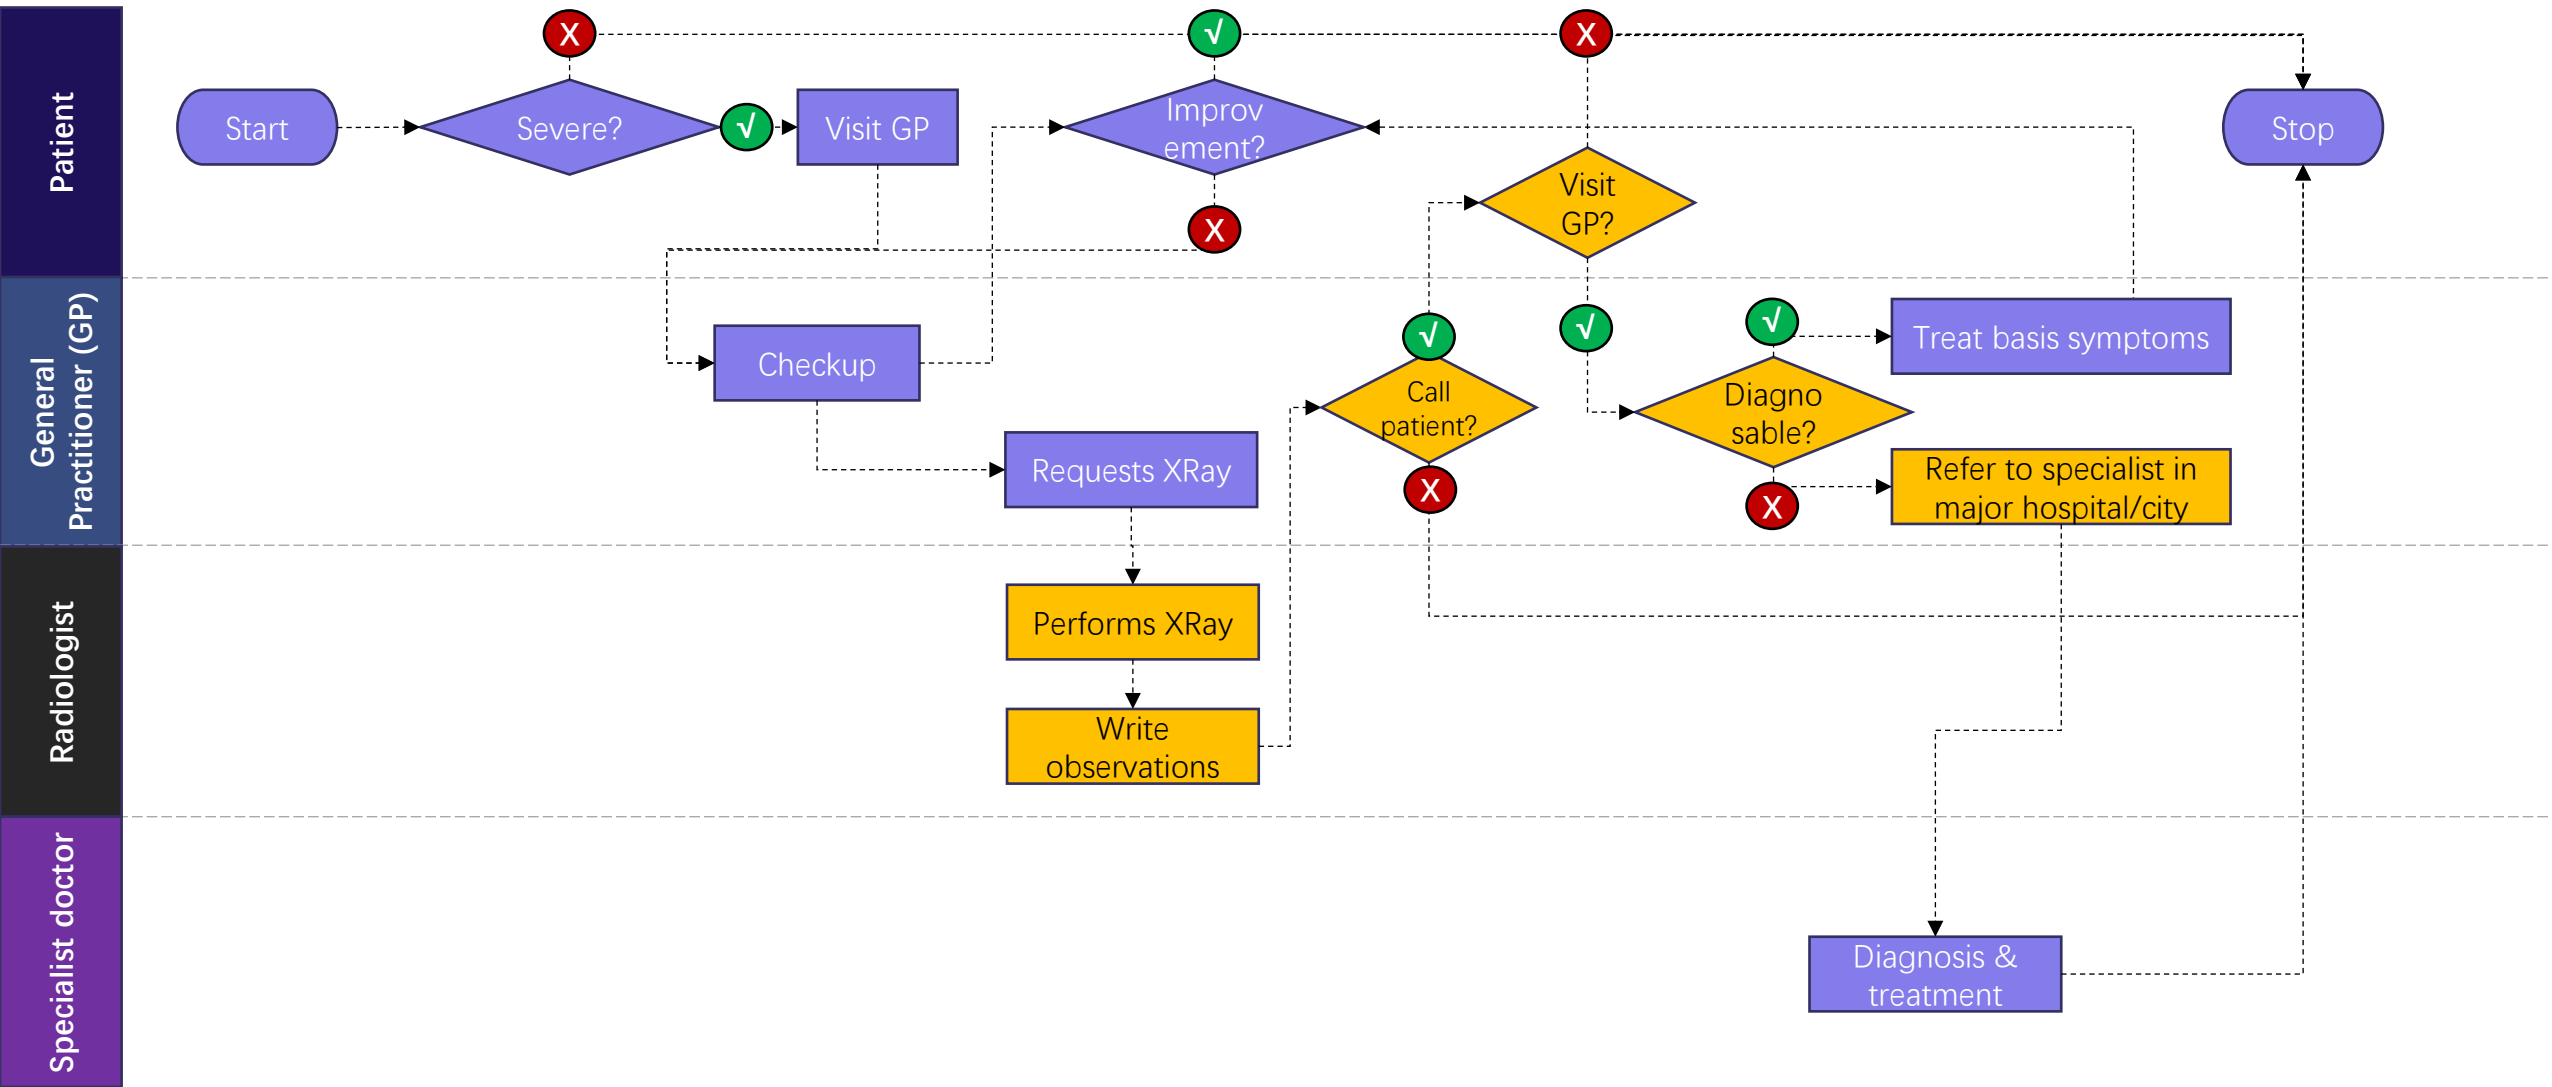 Patient
X
√
X
Start
Severe?
√
Visit GP
Improv
ement?
Stop
Visit
GP?
X
General
Practitioner (GP)
√
√
√
Treat basis symptoms
Checkup
Call
patient?
Diagno
sable?
Requests XRay
X
X
Refer to specialist in
major hospital/city
Radiologist
Performs XRay
Write
observations
Specialist doctor
Diagnosis &
treatment